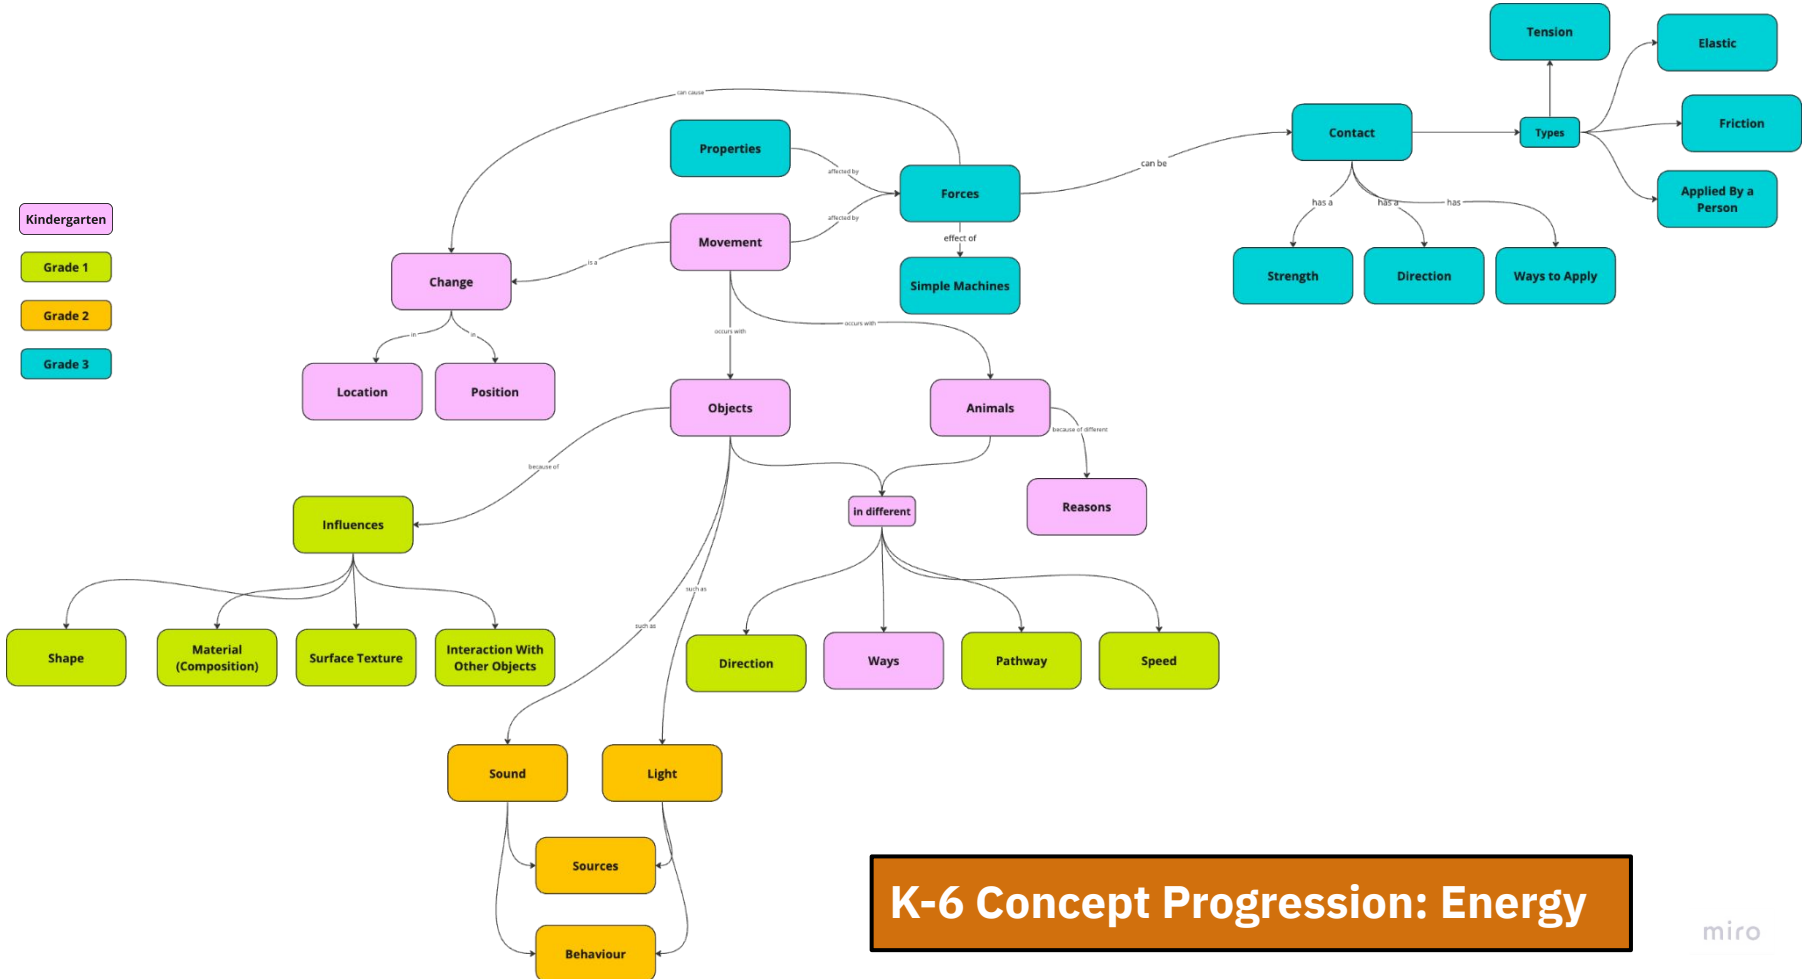 Tension
Elastic
can cause
Contact
Types
Friction
Properties
can be
affected by
Forces
Applied By a
Person
has a
has a
has
Kindergarten
affected by
Movement
effect of
is a
Grade 1
Change
Simple Machines
Strength
Direction
Ways to Apply
Grade 2
occurs with
occurs with
in
in
Grade 3
Location
Position
Objects
Animals
because of different
because of
in different
Reasons
Influences
such as
such as
Shape
Material
(Composition)
Surface Texture
Interaction With
Other Objects
Direction
Ways
Pathway
Speed
Sound
Light
Sources
Behaviour
K-6 Concept Progression: Energy
miro